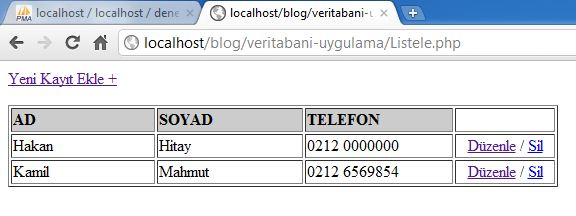 localhost / localhost / dene
localhost/blog/veritabani-u
localhost/blog/veritabani-uygulama/Listele.php
Yeni Kayıt Ekle +
AD SOYAD TELEFON
Hakan Hitay 0212 0000000 Düzenle / Sil
Kamil Mahmut 0212 6569854 Düzenle / Sil